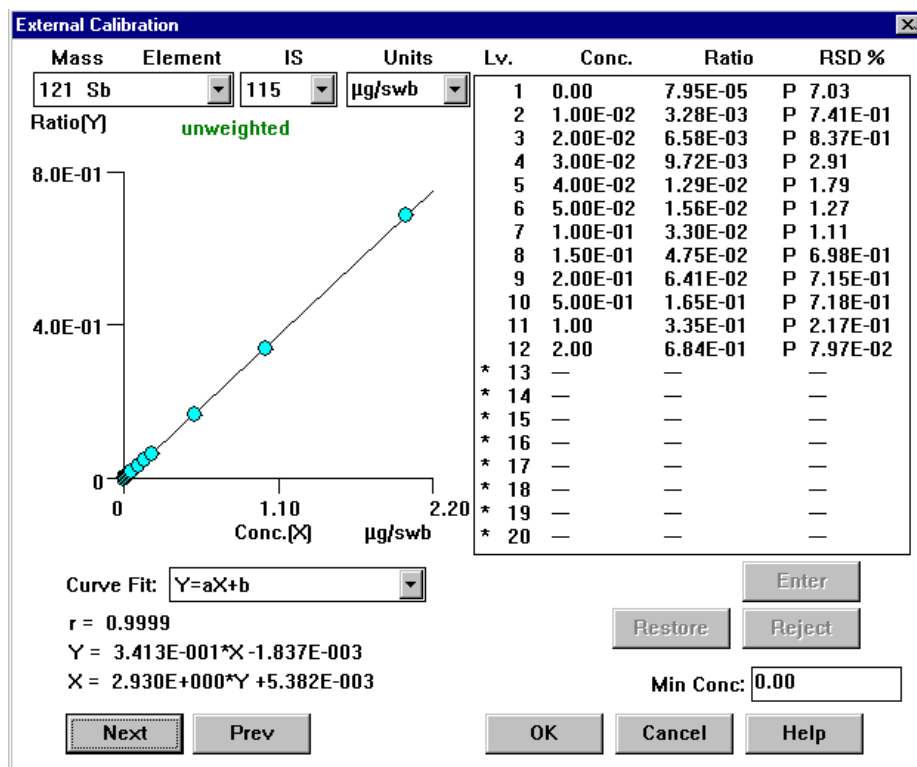 External Calibration
Mass Element IS Units
121 Sb 115 µg/swb
Ratio(Y) unweighted
8.0E-01
4.0E-01
0
0 1.10 2.20
Conc.(X) µg/swb
Lv. Conc. Ratio RSD %
1 0.00 7.95E-05 P 7.03
2 1.00E-02 3.28E-03 P 7.41E-01
3 2.00E-02 6.58E-03 P 8.37E-01
4 3.00E-02 9.72E-03 P 2.91
5 4.00E-02 1.29E-02 P 1.79
6 5.00E-02 1.56E-02 P 1.27
7 1.00E-01 3.30E-02 P 1.11
8 1.50E-01 4.75E-02 P 6.98E-01
9 2.00E-01 6.41E-02 P 7.15E-01
10 5.00E-01 1.65E-01 P 7.18E-01
11 1.00 3.35E-01 P 2.17E-01
12 2.00 6.84E-01 P 7.97E-02
* 13 — — —
* 14 — — —
* 15 — — —
* 16 — — —
* 17 — — —
* 18 — — —
* 19 — — —
* 20 — — —
Curve Fit: Y=aX+b
r = 0.9999
Y = 3.413E-001*X -1.837E-003
X = 2.930E+000*Y +5.382E-003
Enter
Restore Reject
Min Conc: 0.00
Next Prev OK Cancel Help